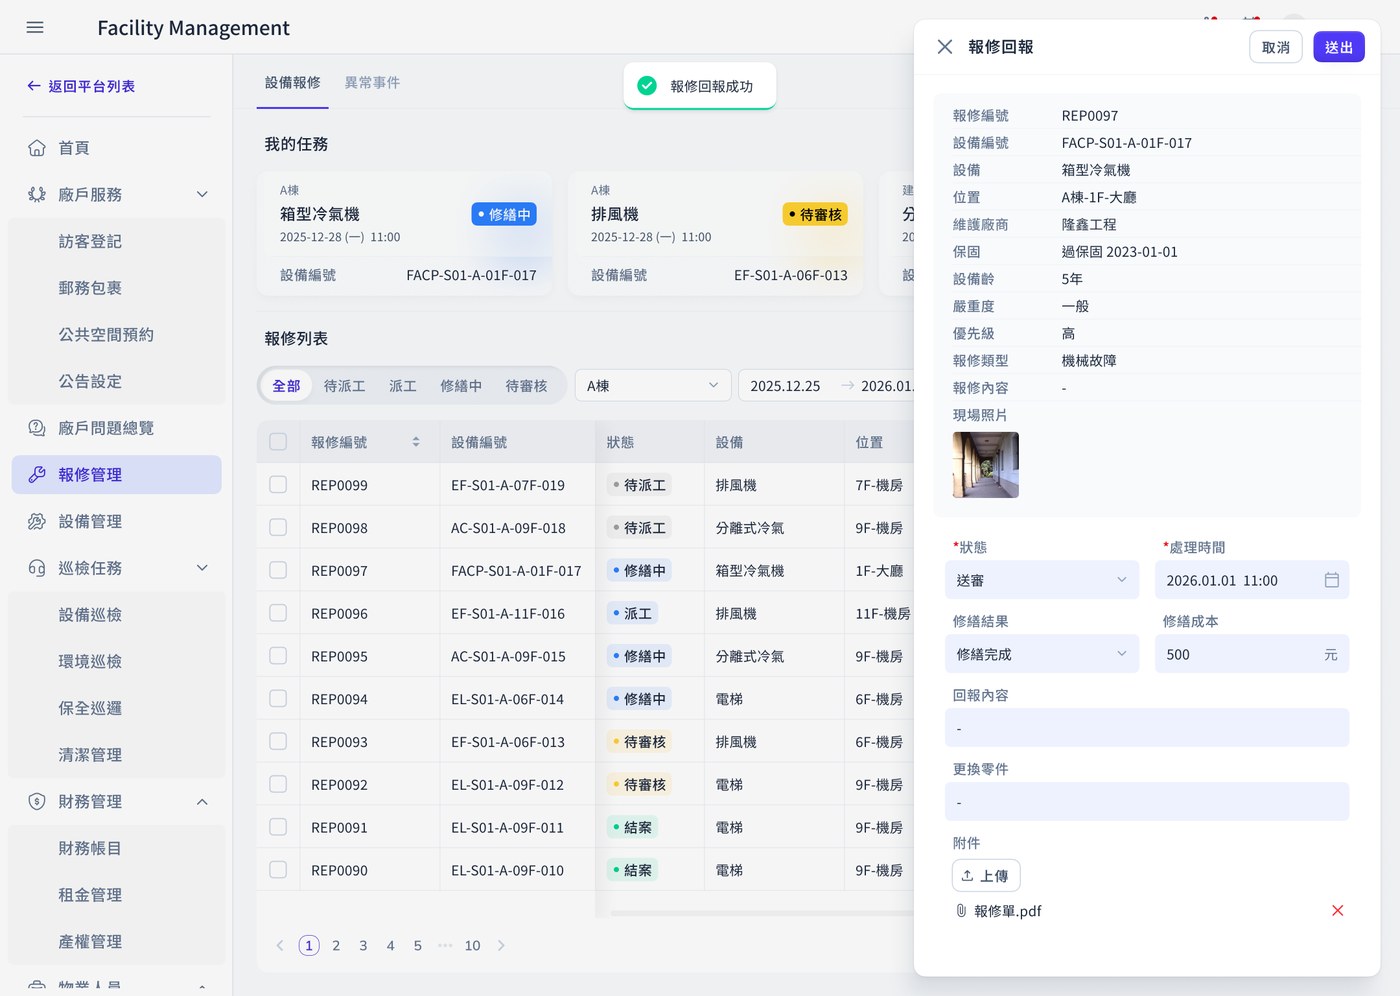 Facility Management
返回平台列表
首頁
廠戶服務
訪客登記
郵務包裹
公共空間預約
公告設定
廠戶問題總覽
報修管理
設備管理
巡檢任務
設備巡檢
環境巡檢
保全巡邏
清潔管理
財務管理
財務帳目
租金管理
產權管理
物業人員
設備報修 異常事件
報修回報成功
我的任務
A棟
箱型冷氣機 修繕中
2025-12-28 (一) 11:00
設備編號 FACP-S01-A-01F-017
A棟
排風機 待審核
2025-12-28 (一) 11:00
設備編號 EF-S01-A-06F-013
建
分
20
設
報修列表
全部 待派工 派工 修繕中 待審核 A棟 2025.12.25 2026.01.
報修編號 設備編號 狀態 設備 位置
REP0099 EF-S01-A-07F-019 待派工 排風機 7F-機房
REP0098 AC-S01-A-09F-018 待派工 分離式冷氣 9F-機房
REP0097 FACP-S01-A-01F-017 修繕中 箱型冷氣機 1F-大廳
REP0096 EF-S01-A-11F-016 派工 排風機 11F-機房
REP0095 AC-S01-A-09F-015 修繕中 分離式冷氣 9F-機房
REP0094 EL-S01-A-06F-014 修繕中 電梯 6F-機房
REP0093 EF-S01-A-06F-013 待審核 排風機 6F-機房
REP0092 EL-S01-A-09F-012 待審核 電梯 9F-機房
REP0091 EL-S01-A-09F-011 結案 電梯 9F-機房
REP0090 EL-S01-A-09F-010 結案 電梯 9F-機房
1 2 3 4 5 ••• 10
報修回報 取消 送出
報修編號 REP0097
設備編號 FACP-S01-A-01F-017
設備 箱型冷氣機
位置 A棟-1F-大廳
維護廠商 隆鑫工程
保固 過保固 2023-01-01
設備齡 5年
嚴重度 一般
優先級 高
報修類型 機械故障
報修內容 -
現場照片
*狀態 *處理時間
送審 2026.01.01 11:00
修繕結果 修繕成本
修繕完成 500 元
回報內容
-
更換零件
-
附件
上傳
報修單.pdf